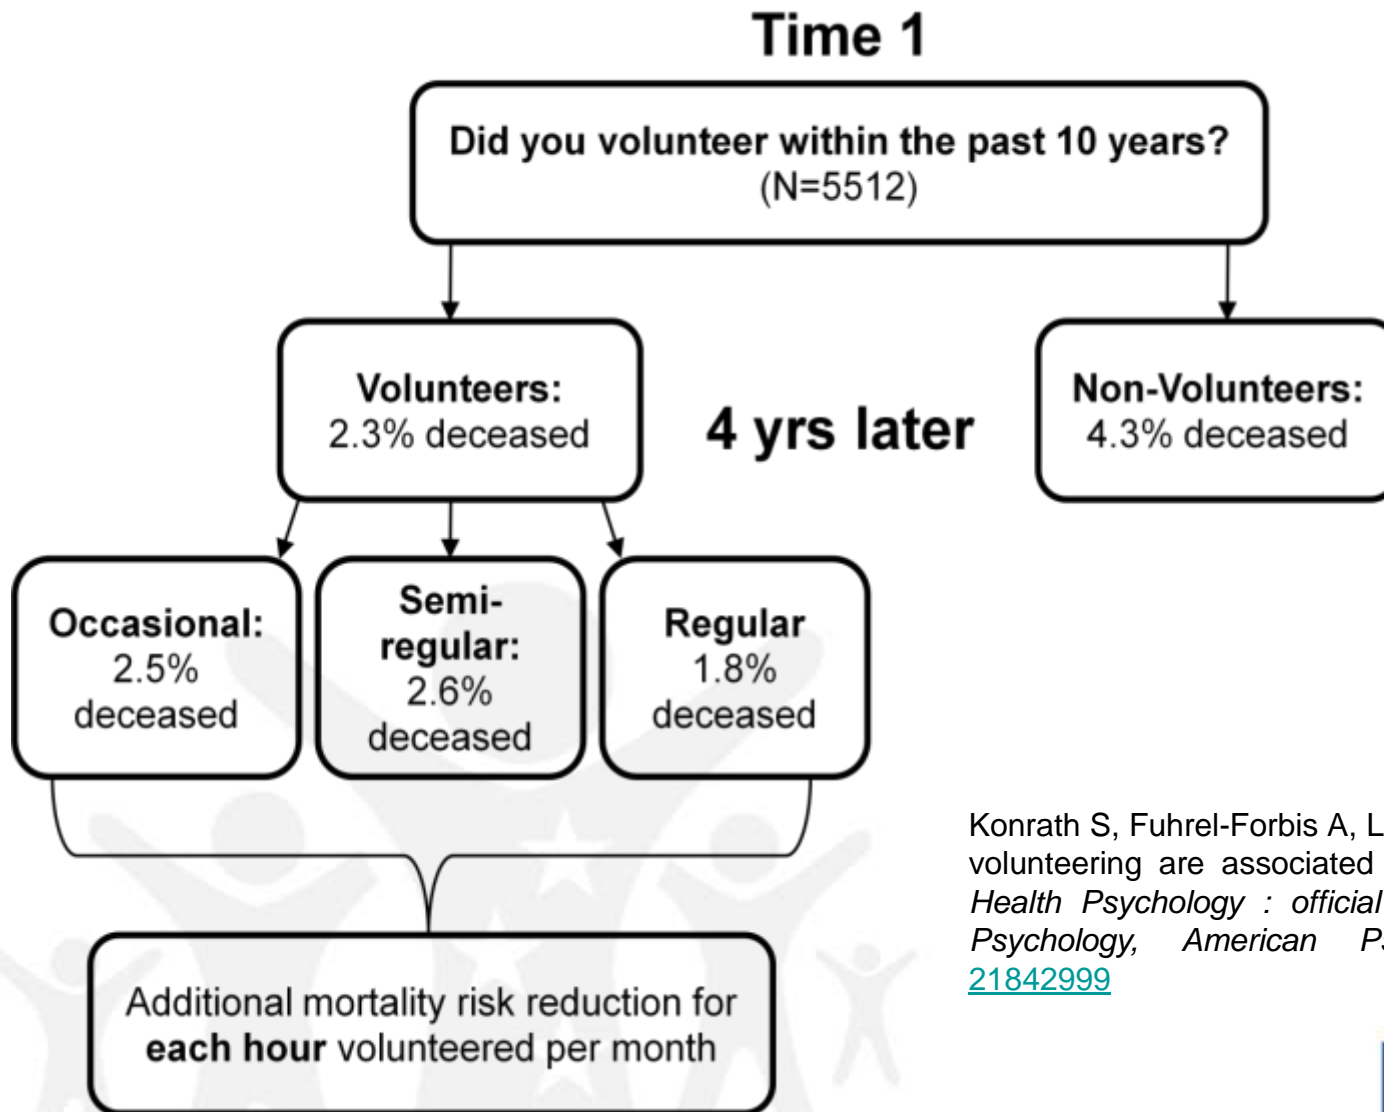 Time 1
Did you volunteer within the past 10 years?
(N=5512)
Volunteers:
2.3% deceased
4 yrs later
Non-Volunteers:
4.3% deceased
Occasional:
2.5%
deceased
Semi-
regular:
2.6%
deceased
Regular
1.8%
deceased
Additional mortality risk reduction for
each hour volunteered per month
Konrath S, Fuhrel-Forbis A, L
volunteering are associated
Health Psychology : official
Psychology, American Ps
21842999